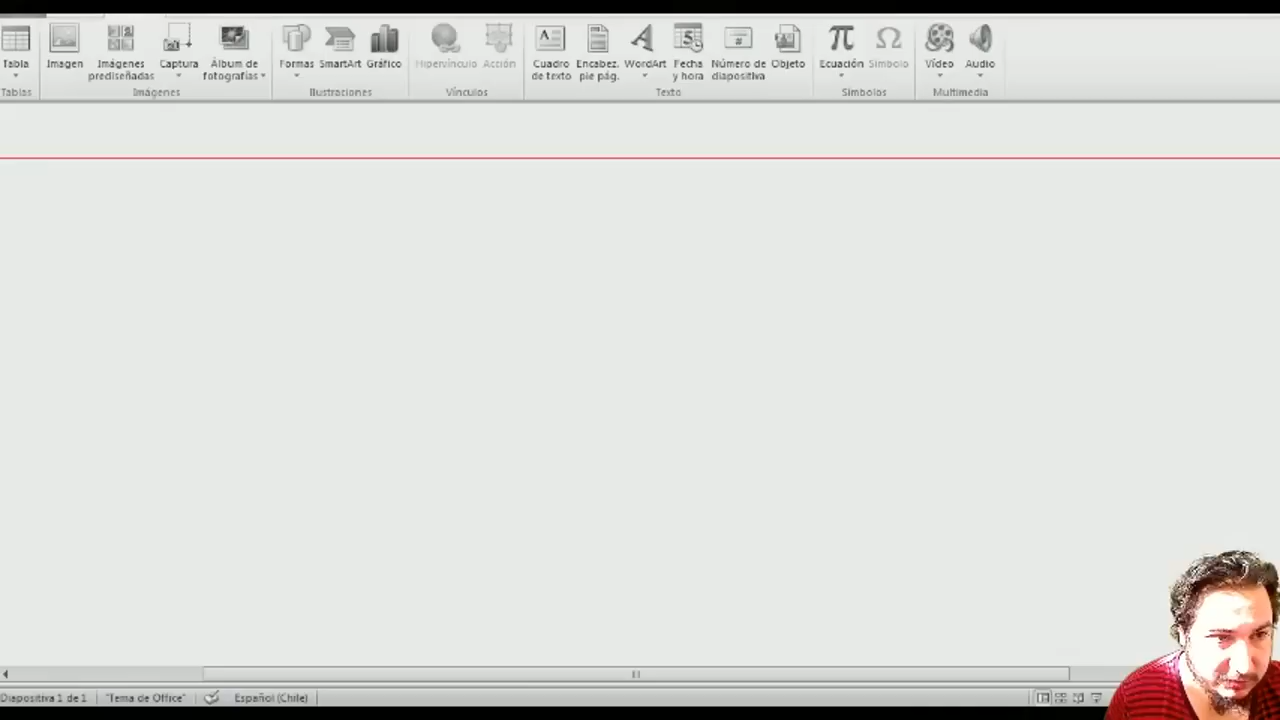 Tabla
Imagen
Imágenes
prediseñadas
Captura
Álbum de
fotografías
Formas
SmartArt
Gráfico
Hipervínculo
Acción
Cuadro
de texto
Encabez.
pie pág.
WordArt
Fecha
y hora
Número de
diapositiva
Objeto
Ecuación
Símbolo
Vídeo
Audio
Tablas
Imágenes
Ilustraciones
Vínculos
Texto
Símbolos
Multimedia
Diapositiva 1 de 1
"Tema de Office"
Español (Chile)